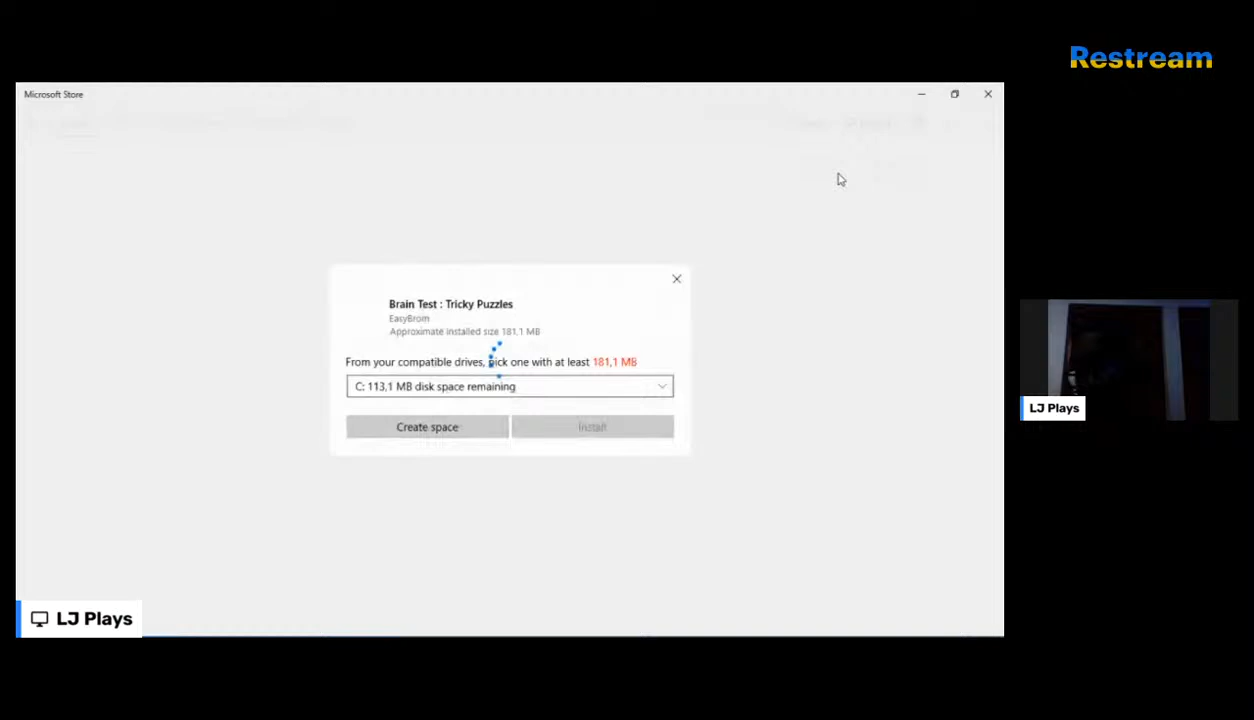 Restream
Microsoft Store
Brain Test : Tricky Puzzles
EasyBrom
Approximate installed size 181,1 MB
From your compatible drives, pick one with at least 181,1 MB
C: 113,1 MB disk space remaining
Create space
Install
LJ Plays
LJ Plays